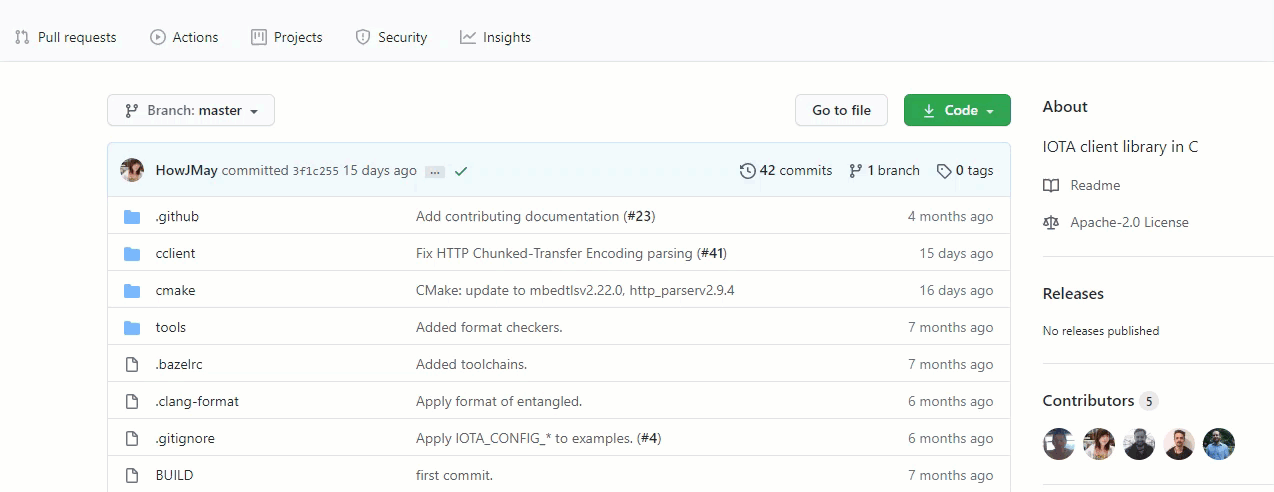 Pull requests Actions Projects Security Insights
Branch: master Go to file Code
HowJMay committed 3f1c255 15 days ago ... 42 commits 1 branch 0 tags
.github Add contributing documentation (#23) 4 months ago
cclient Fix HTTP Chunked-Transfer Encoding parsing (#41) 15 days ago
cmake CMake: update to mbedtlsv2.22.0, http_parserv2.9.4 16 days ago
tools Added format checkers. 7 months ago
.bazelrc Added toolchains. 7 months ago
.clang-format Apply format of entangled. 6 months ago
.gitignore Apply IOTA_CONFIG_* to examples. (#4) 6 months ago
BUILD first commit. 7 months ago
About
IOTA client library in C
Readme
Apache-2.0 License
Releases
No releases published
Contributors 5